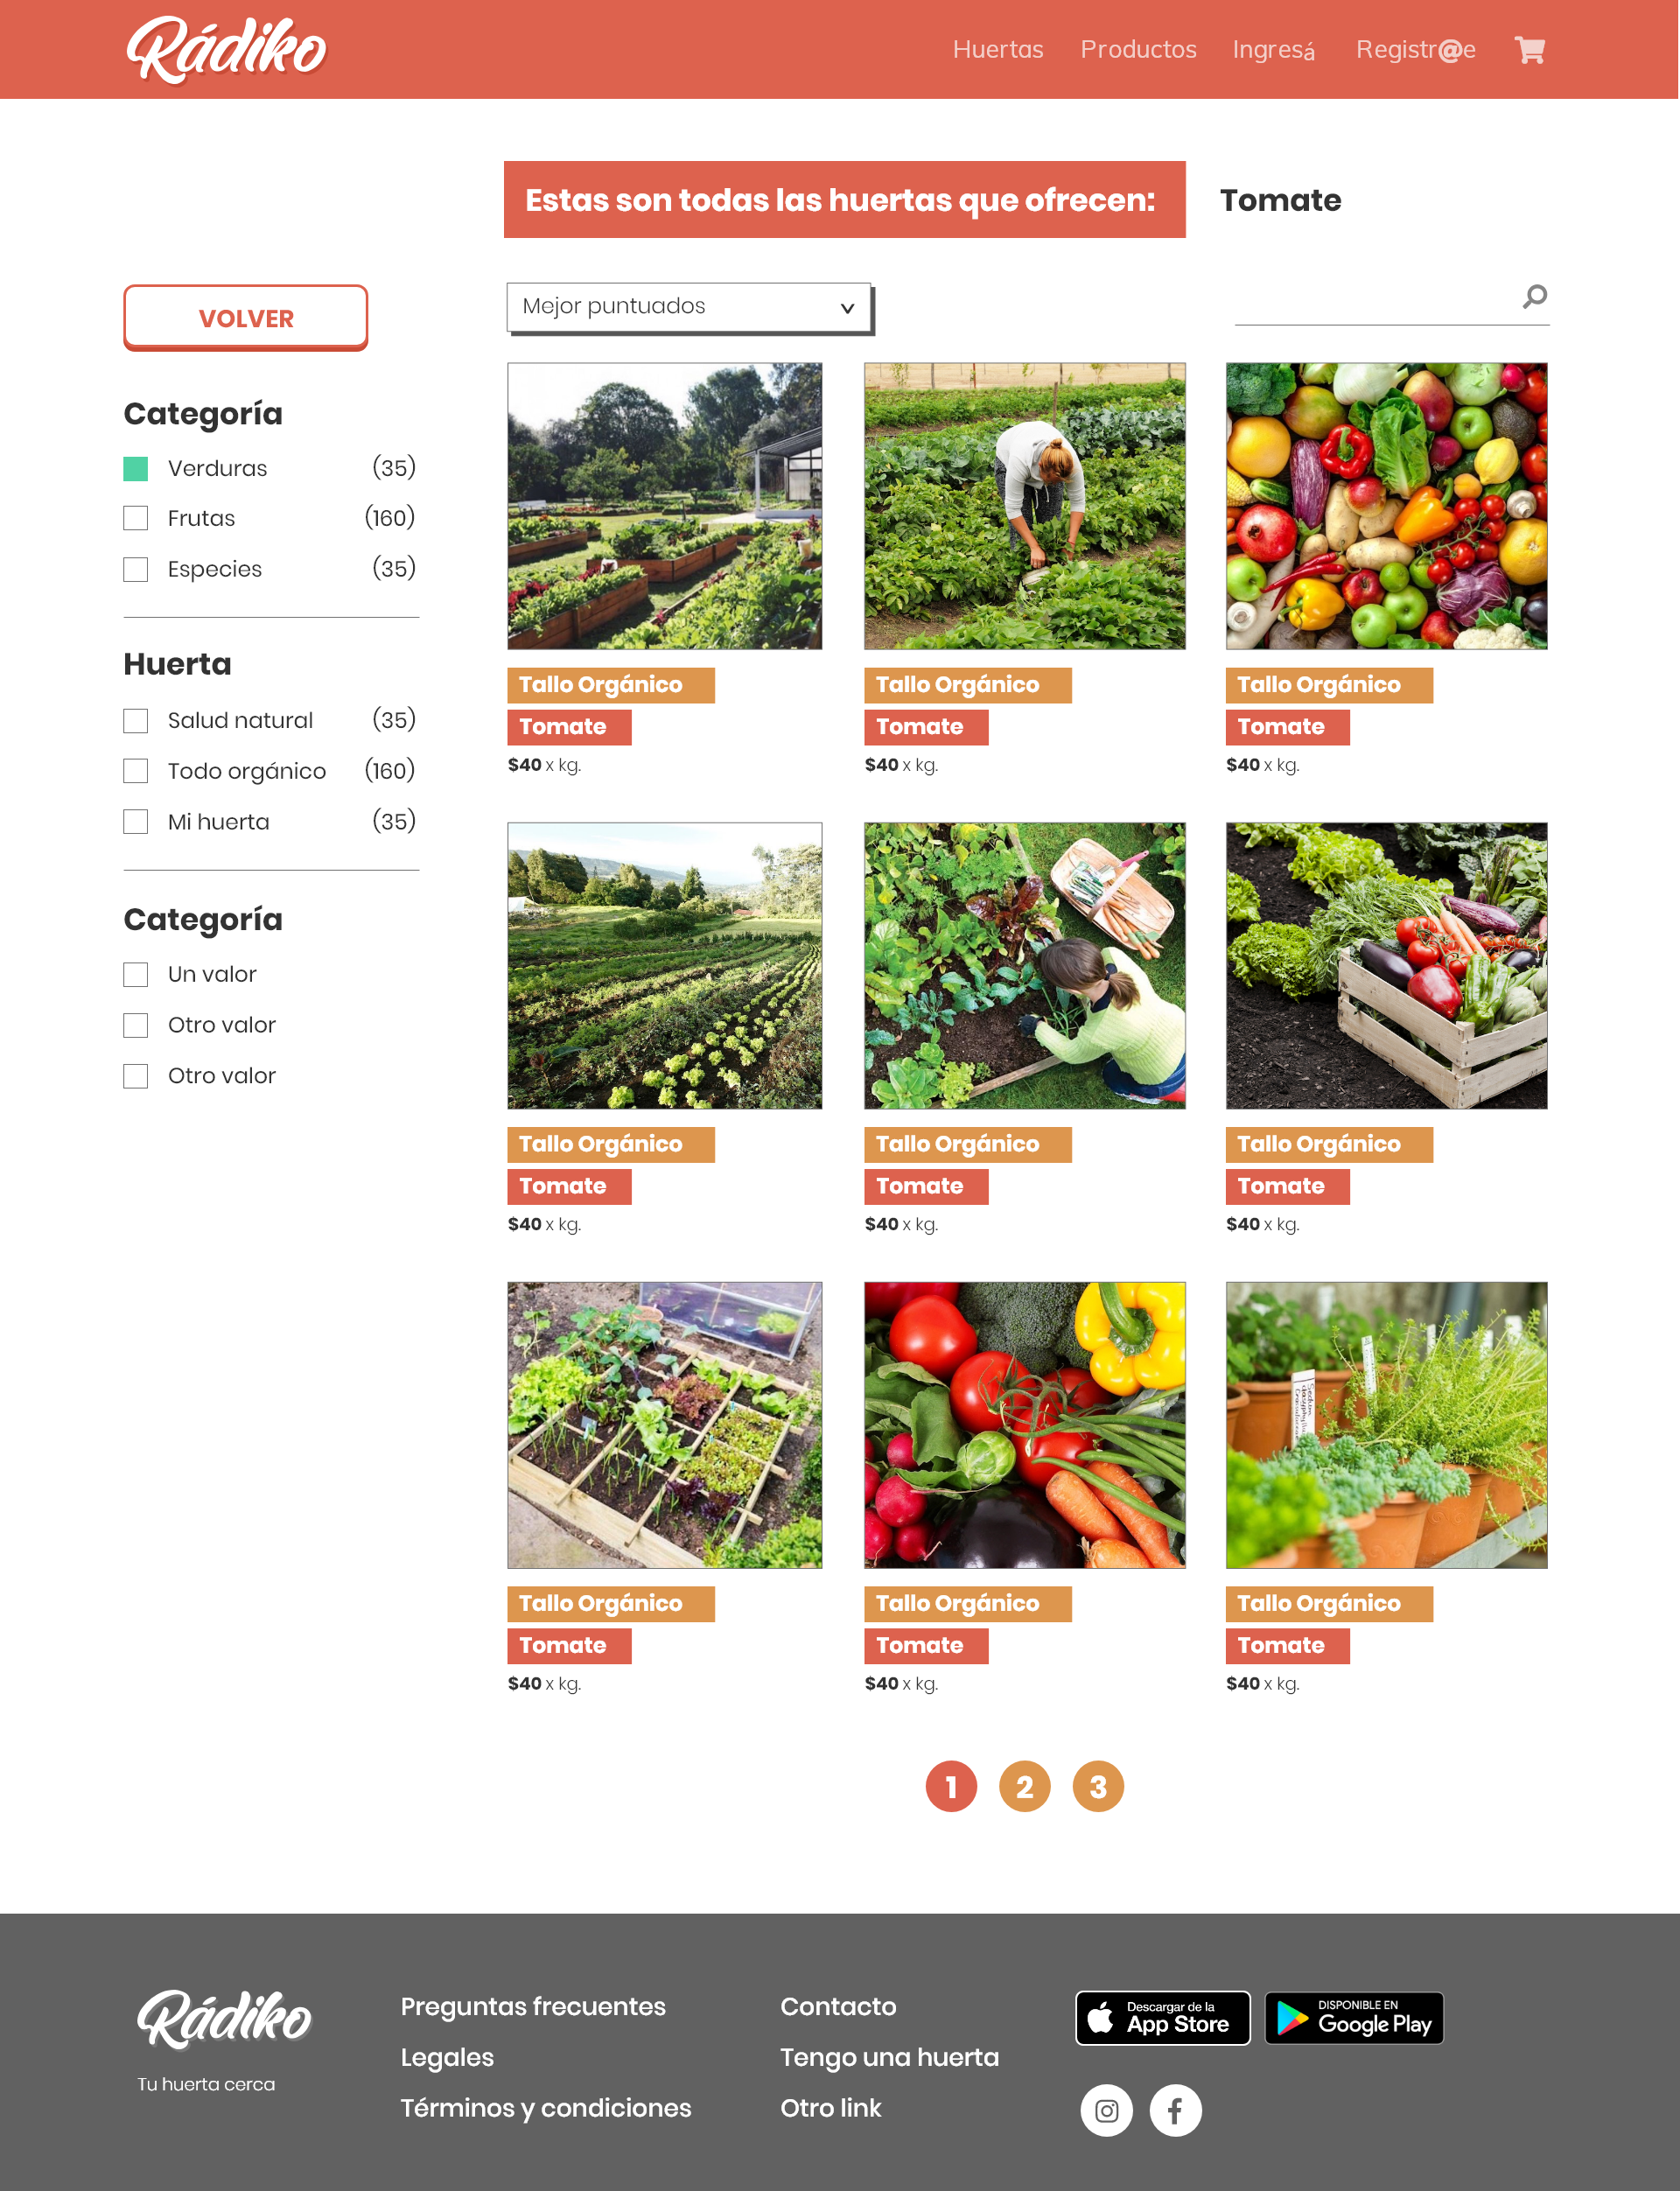 Rádiko
Huertas Productos Ingresá Registr@e
Estas son todas las huertas que ofrecen: Tomate
VOLVER
Mejor puntuados
Categoría
Verduras (35)
Frutas (160)
Especies (35)
Huerta
Salud natural (35)
Todo orgánico (160)
Mi huerta (35)
Categoría
Un valor
Otro valor
Otro valor
Tallo Orgánico Tallo Orgánico Tallo Orgánico
Tomate Tomate Tomate
$40 x kg. $40 x kg. $40 x kg.
Tallo Orgánico Tallo Orgánico Tallo Orgánico
Tomate Tomate Tomate
$40 x kg. $40 x kg. $40 x kg.
Tallo Orgánico Tallo Orgánico Tallo Orgánico
Tomate Tomate Tomate
$40 x kg. $40 x kg. $40 x kg.
1 2 3
Rádiko
Tu huerta cerca
Preguntas frecuentes
Legales
Términos y condiciones
Contacto
Tengo una huerta
Otro link
Descargar de la
App Store
DISPONIBLE EN
Google Play